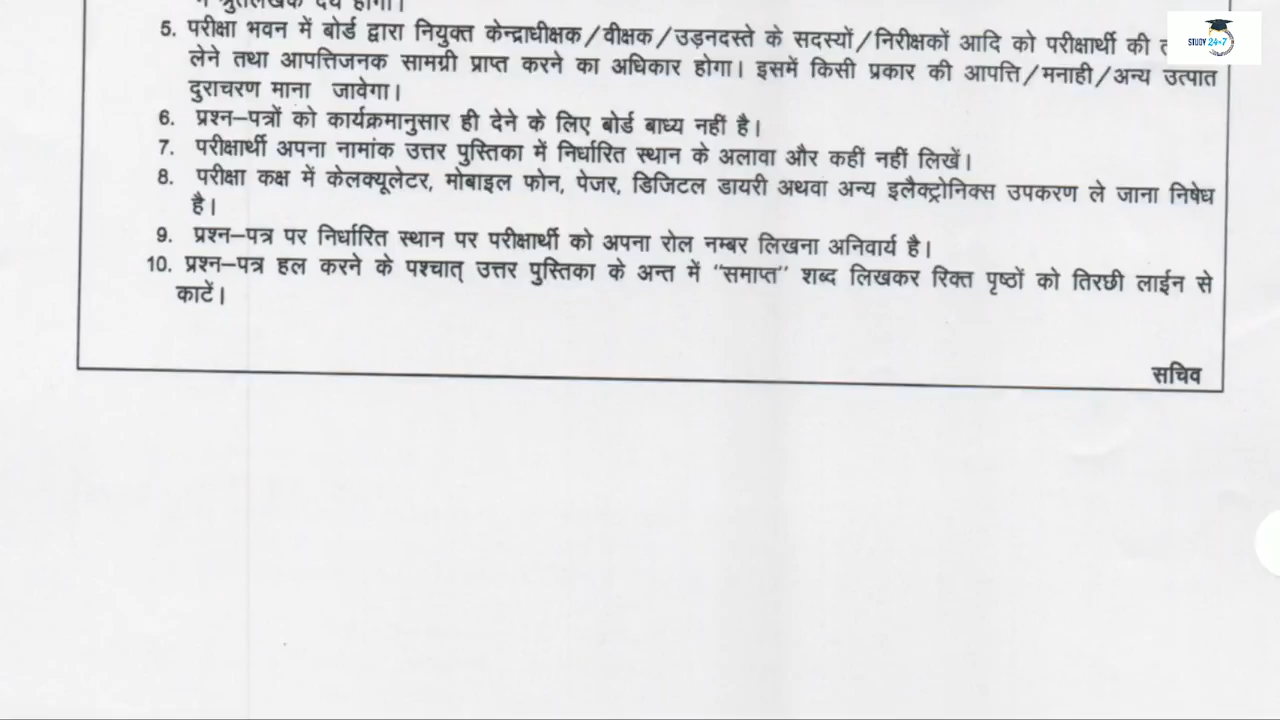 देय होगा।
5. परीक्षा भवन में बोर्ड द्वारा नियुक्त केन्द्राधीक्षक/वीक्षक/उड़नदस्ते के सदस्यों/निरीक्षकों आदि को परीक्षार्थी की
STUDY 24×7
लेने तथा आपत्तिजनक सामग्री प्राप्त करने का अधिकार होगा। इसमें किसी प्रकार की आपत्ति/मनाही/अन्य उत्पात
दुराचरण माना जावेगा।
6. प्रश्न–पत्रों को कार्यक्रमानुसार ही देने के लिए बोर्ड बाध्य नहीं है।
7. परीक्षार्थी अपना नामांक उत्तर पुस्तिका में निर्धारित स्थान के अलावा और कहीं नहीं लिखें।
8. परीक्षा कक्ष में केलक्यूलेटर, मोबाइल फोन, पेजर, डिजिटल डायरी अथवा अन्य इलैक्ट्रोनिक्स उपकरण ले जाना निषेध
है।
9. प्रश्न–पत्र पर निर्धारित स्थान पर परीक्षार्थी को अपना रोल नम्बर लिखना अनिवार्य है।
10. प्रश्न–पत्र हल करने के पश्चात् उत्तर पुस्तिका के अन्त में "समाप्त" शब्द लिखकर रिक्त पृष्ठों को तिरछी लाईन से
काटें।
सचिव